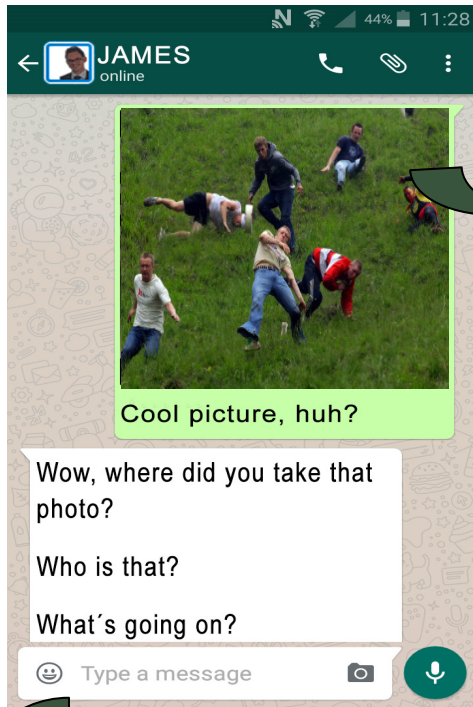 44% 11:28
JAMES
online
Cool picture, huh?
Wow, where did you take that
photo?
Who is that?
What´s going on?
Type a message